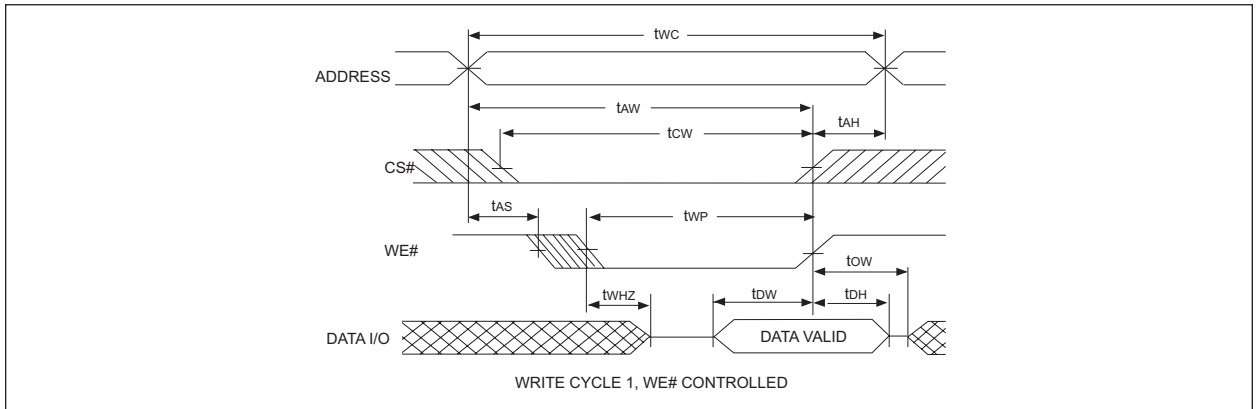 tWC
ADDRESS
tAW
tAH
tCW
CS#
tAS
tWP
WE#
tOW
tWHZ
tDW
tDH
DATA I/O
DATA VALID
WRITE CYCLE 1, WE# CONTROLLED